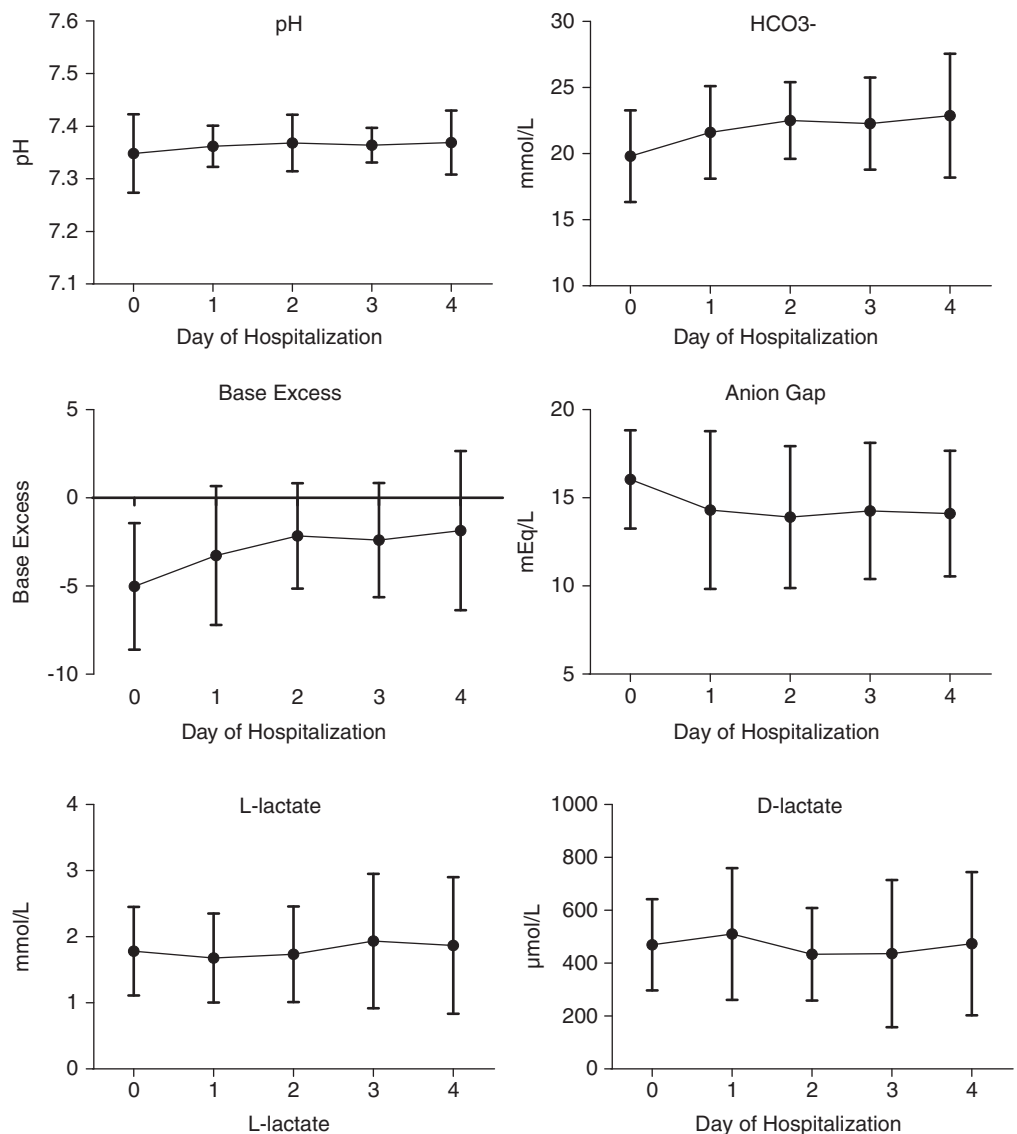 pH
7.6
7.5
7.4
7.3
7.2
7.1
pH
0 1 2 3 4
Day of Hospitalization
HCO3-
30
25
20
15
10
mmol/L
0 1 2 3 4
Day of Hospitalization
Base Excess
5
0
-5
-10
Base Excess
0 1 2 3 4
Day of Hospitalization
Anion Gap
20
15
10
5
mEq/L
0 1 2 3 4
Day of Hospitalization
L-lactate
4
3
2
1
0
mmol/L
0 1 2 3 4
L-lactate
D-lactate
1000
800
600
400
200
0
µmol/L
0 1 2 3 4
Day of Hospitalization